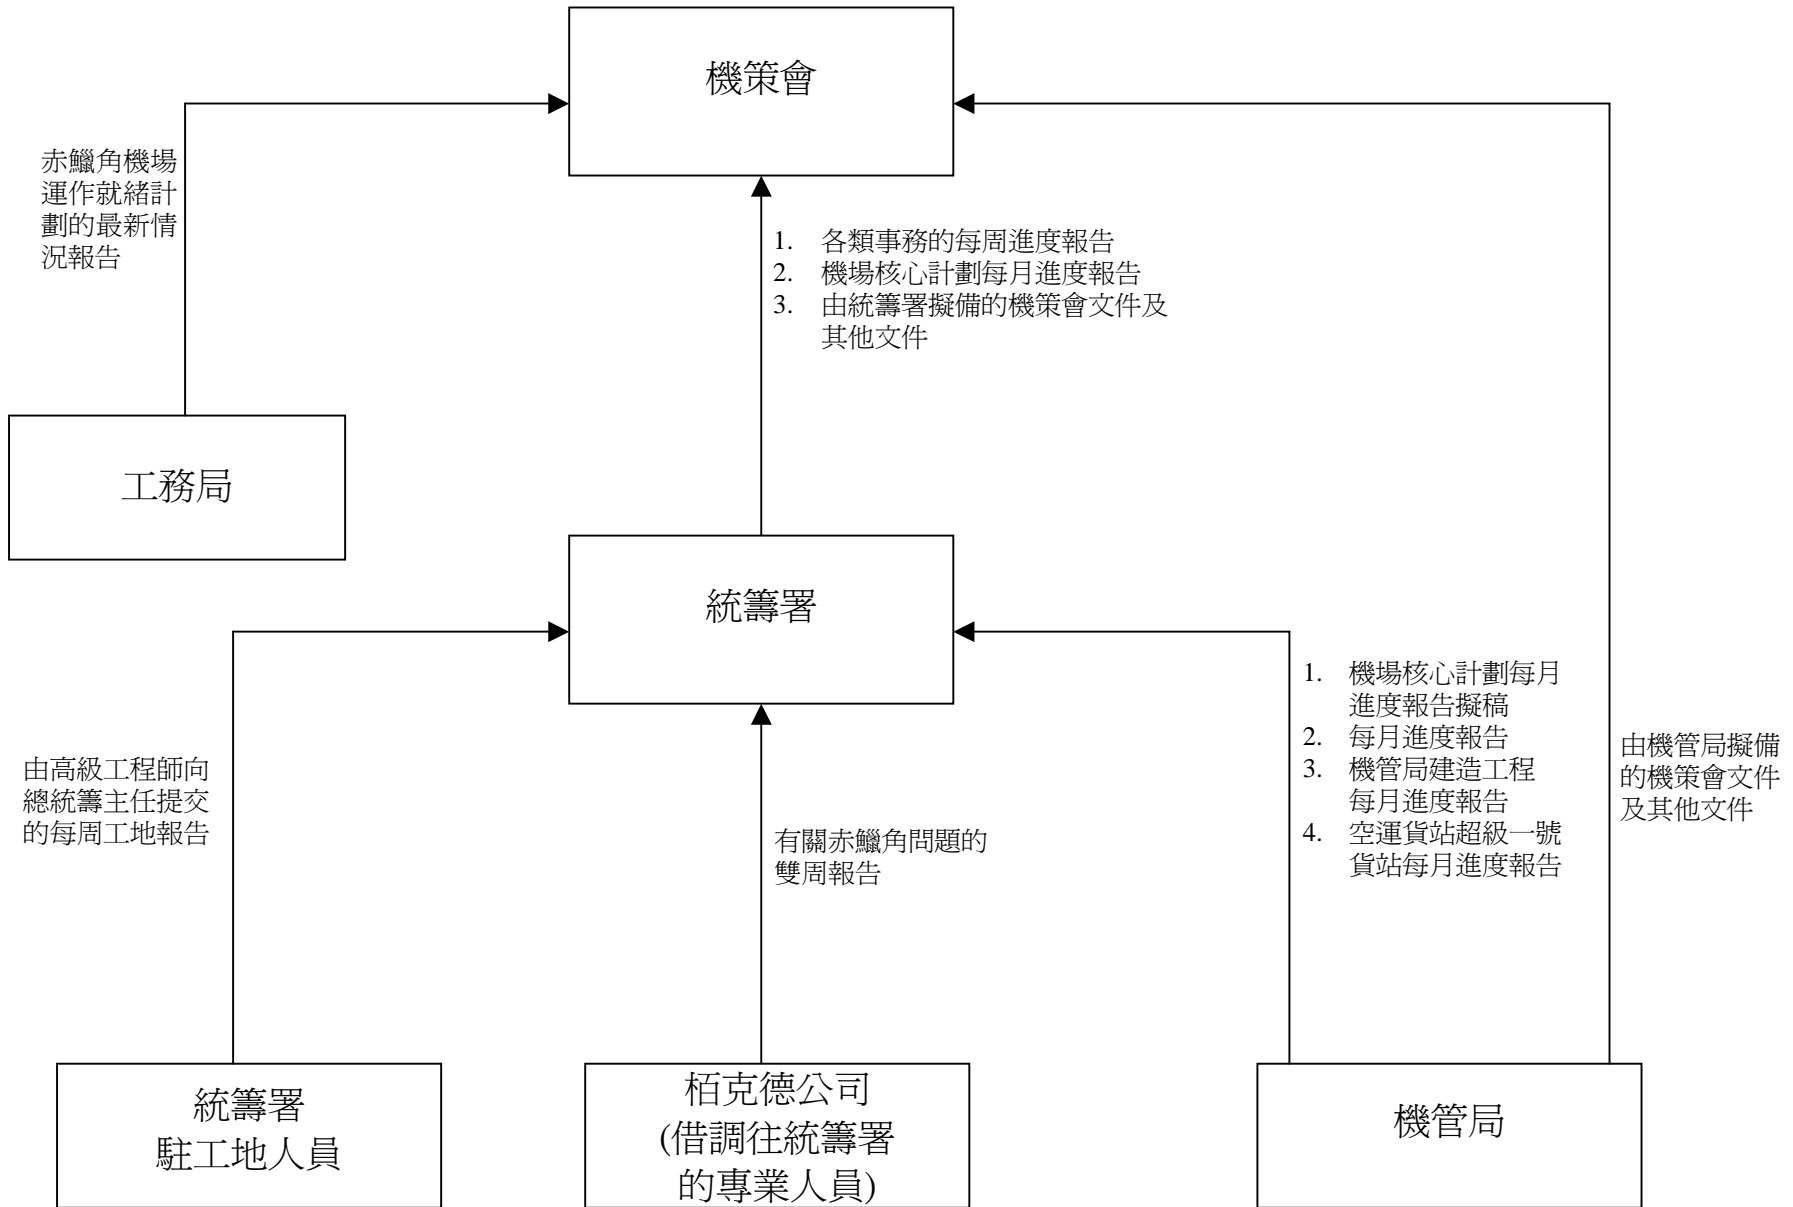 機策會
赤鱲角機場
運作就緒計
劃的最新情
況報告
1. 各類事務的每周進度報告
2. 機場核心計劃每月進度報告
3. 由統籌署擬備的機策會文件及
其他文件
工務局
統籌署
由高級工程師向
總統籌主任提交
的每周工地報告
有關赤鱲角問題的
雙周報告
1. 機場核心計劃每月
進度報告擬稿
2. 每月進度報告
3. 機管局建造工程
每月進度報告
4. 空運貨站超級一號
貨站每月進度報告
由機管局擬備
的機策會文件
及其他文件
統籌署
駐工地人員
栢克德公司
(借調往統籌署
的專業人員)
機管局